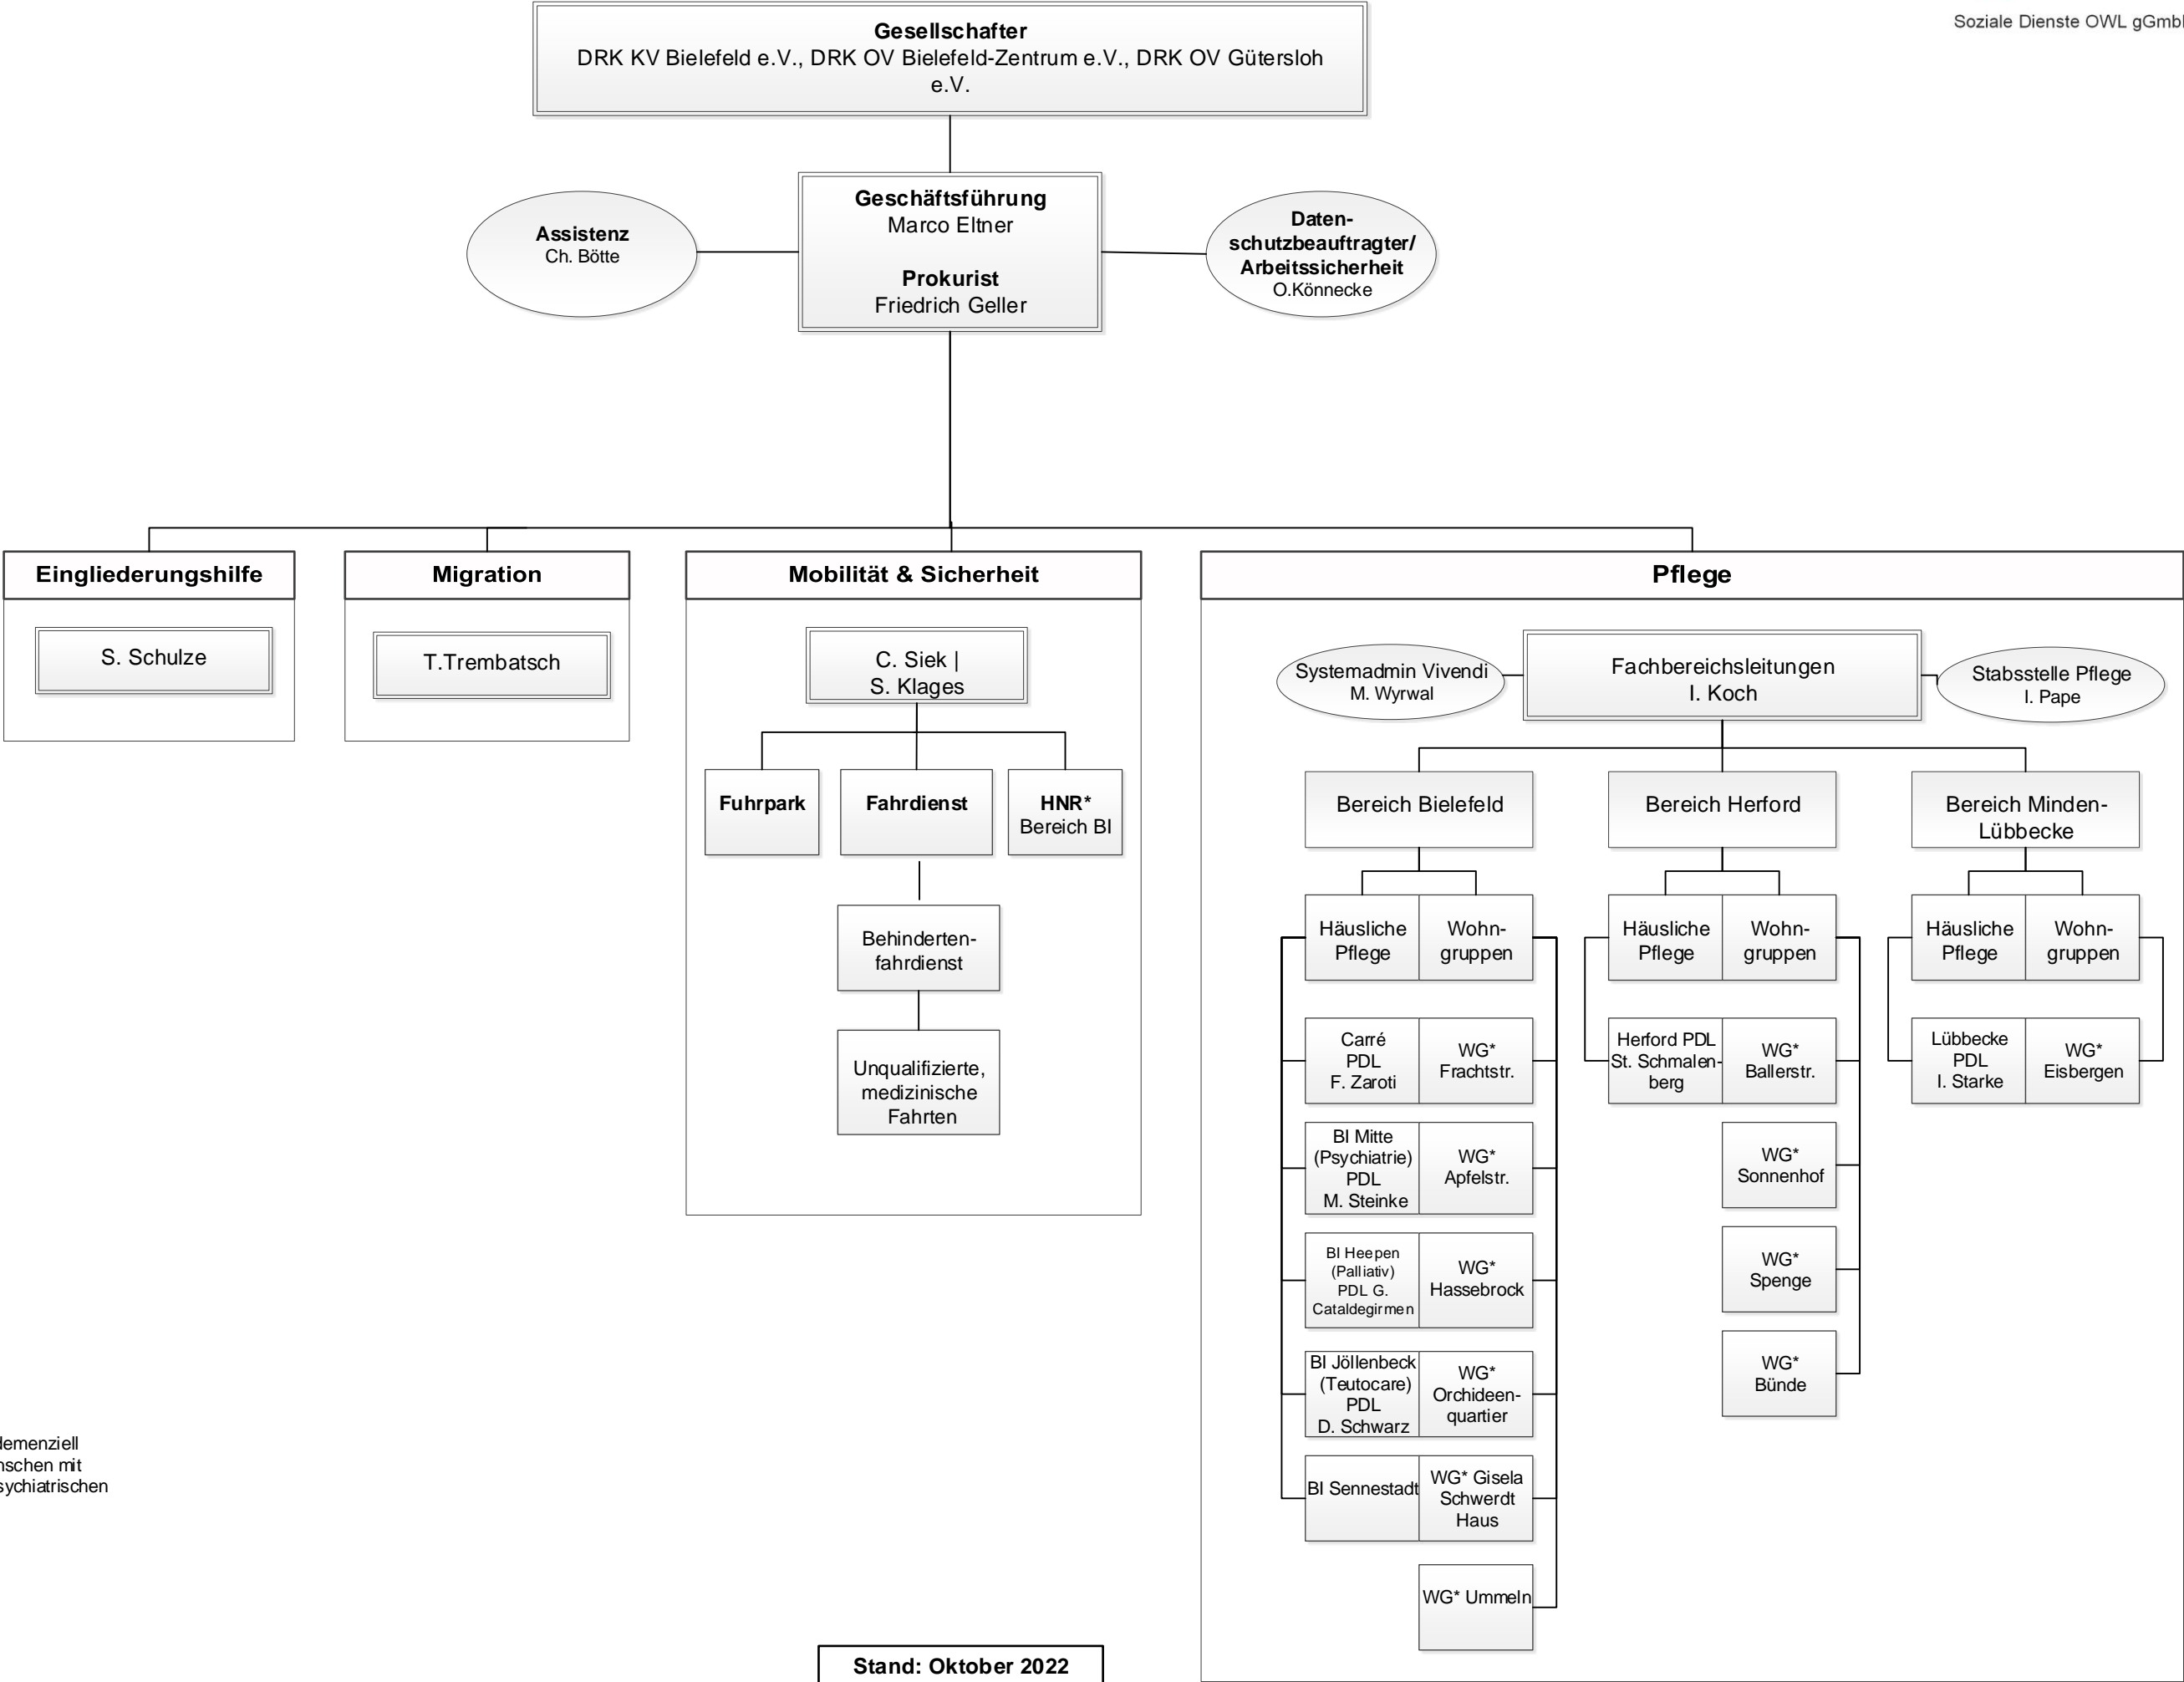 Soziale Dienste OWL gGmb
Gesellschafter
DRK KV Bielefeld e.V., DRK OV Bielefeld-Zentrum e.V., DRK OV Gütersloh
e.V.
Assistenz
Ch. Bötte
Geschäftsführung
Marco Eltner
Prokurist
Friedrich Geller
Daten-
schutzbeauftragter/
Arbeitssicherheit
O.Könnecke
Eingliederungshilfe
S. Schulze
Migration
T.Trembatsch
Mobilität & Sicherheit
C. Siek |
S. Klages
Fuhrpark
Fahrdienst
HNR*
Bereich BI
Behinderten-
fahrdienst
Unqualifizierte,
medizinische
Fahrten
Pflege
Systemadmin Vivendi
M. Wyrwal
Fachbereichsleitungen
I. Koch
Stabsstelle Pflege
I. Pape
Bereich Bielefeld
Häusliche
Pflege
Wohn-
gruppen
Carré
PDL
F. Zaroti
WG*
Frachtstr.
BI Mitte
(Psychiatrie)
PDL
M. Steinke
WG*
Apfelstr.
BI Heepen
(Palliativ)
PDL G.
Cataldegirmen
WG*
Hassebrock
BI Jöllenbeck
(Teutocare)
PDL
D. Schwarz
WG*
Orchideen-
quartier
BI Sennestadt
WG* Gisela
Schwerdt
Haus
WG* Ummeln
Bereich Herford
Häusliche
Pflege
Wohn-
gruppen
Herford PDL
St. Schmalen-
berg
WG*
Ballerstr.
WG*
Sonnenhof
WG*
Spenge
WG*
Bünde
Bereich Minden-
Lübbecke
Häusliche
Pflege
Wohn-
gruppen
Lübbecke
PDL
I. Starke
WG*
Eisbergen
demenziell
nschen mit
sychiatrischen
Stand: Oktober 2022